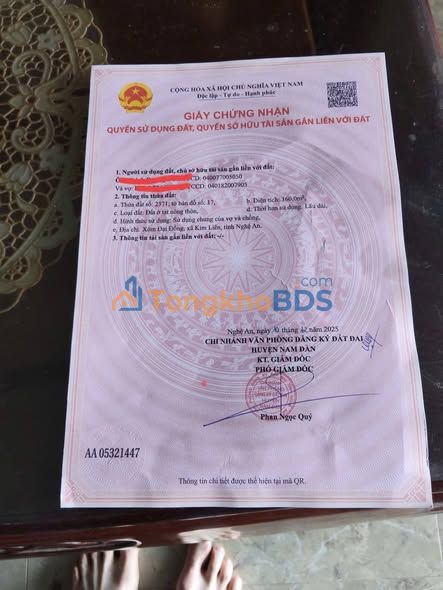 CỘNG HÒA XÃ HỘI CHỦ NGHĨA VIỆT NAM
Độc lập - Tự do - Hạnh phúc
GIẤY CHỨNG NHẬN
QUYỀN SỬ DỤNG ĐẤT, QUYỀN SỞ HỮU TÀI SẢN GẮN LIỀN VỚI ĐẤT
1. Người sử dụng đất, chủ sở hữu tài sản gắn liền với đất:
CCD: 040077005050
Và vợ: CCCD: 040182007905
2. Thông tin thửa đất:
a. Thửa đất số: 2371; tờ bản đồ số: 17, b. Diện tích: 160.0m²,
c. Loại đất: Đất ở tại nông thôn, d. Thời hạn sử dụng: Lâu dài,
đ. Hình thức sử dụng: Sử dụng chung của vợ và chồng,
e. Địa chỉ: Xóm Đại Đồng, xã Kim Liên, tỉnh Nghệ An.
3. Thông tin tài sản gắn liền với đất: -/-
TongkhoBDS.com
Nghệ An, ngày tháng 12 năm 2025
CHI NHÁNH VĂN PHÒNG ĐĂNG KÝ ĐẤT ĐAI
HUYỆN NAM ĐÀN
KT. GIÁM ĐỐC
PHÓ GIÁM ĐỐC
Phan Ngọc Quý
AA 05321447
Thông tin chi tiết được thể hiện tại mã QR.